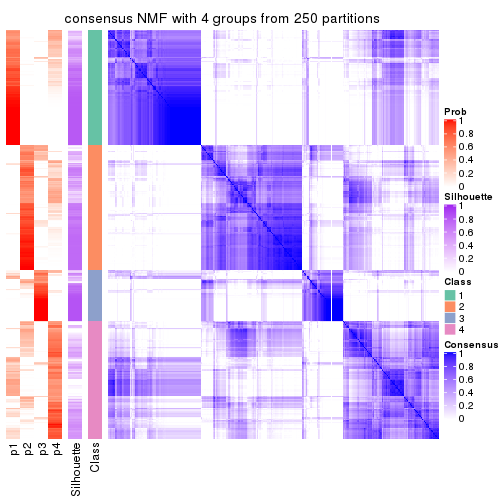 consensus NMF with 4 groups from 250 partitions
Prob
1
0.8
0.6
0.4
0.2
0
Silhouette
1
0.8
0.6
0.4
0.2
0
Class
1
2
3
4
Consensus
1
0.8
0.6
0.4
0.2
0
p1
p2
p3
p4
Silhouette
Class